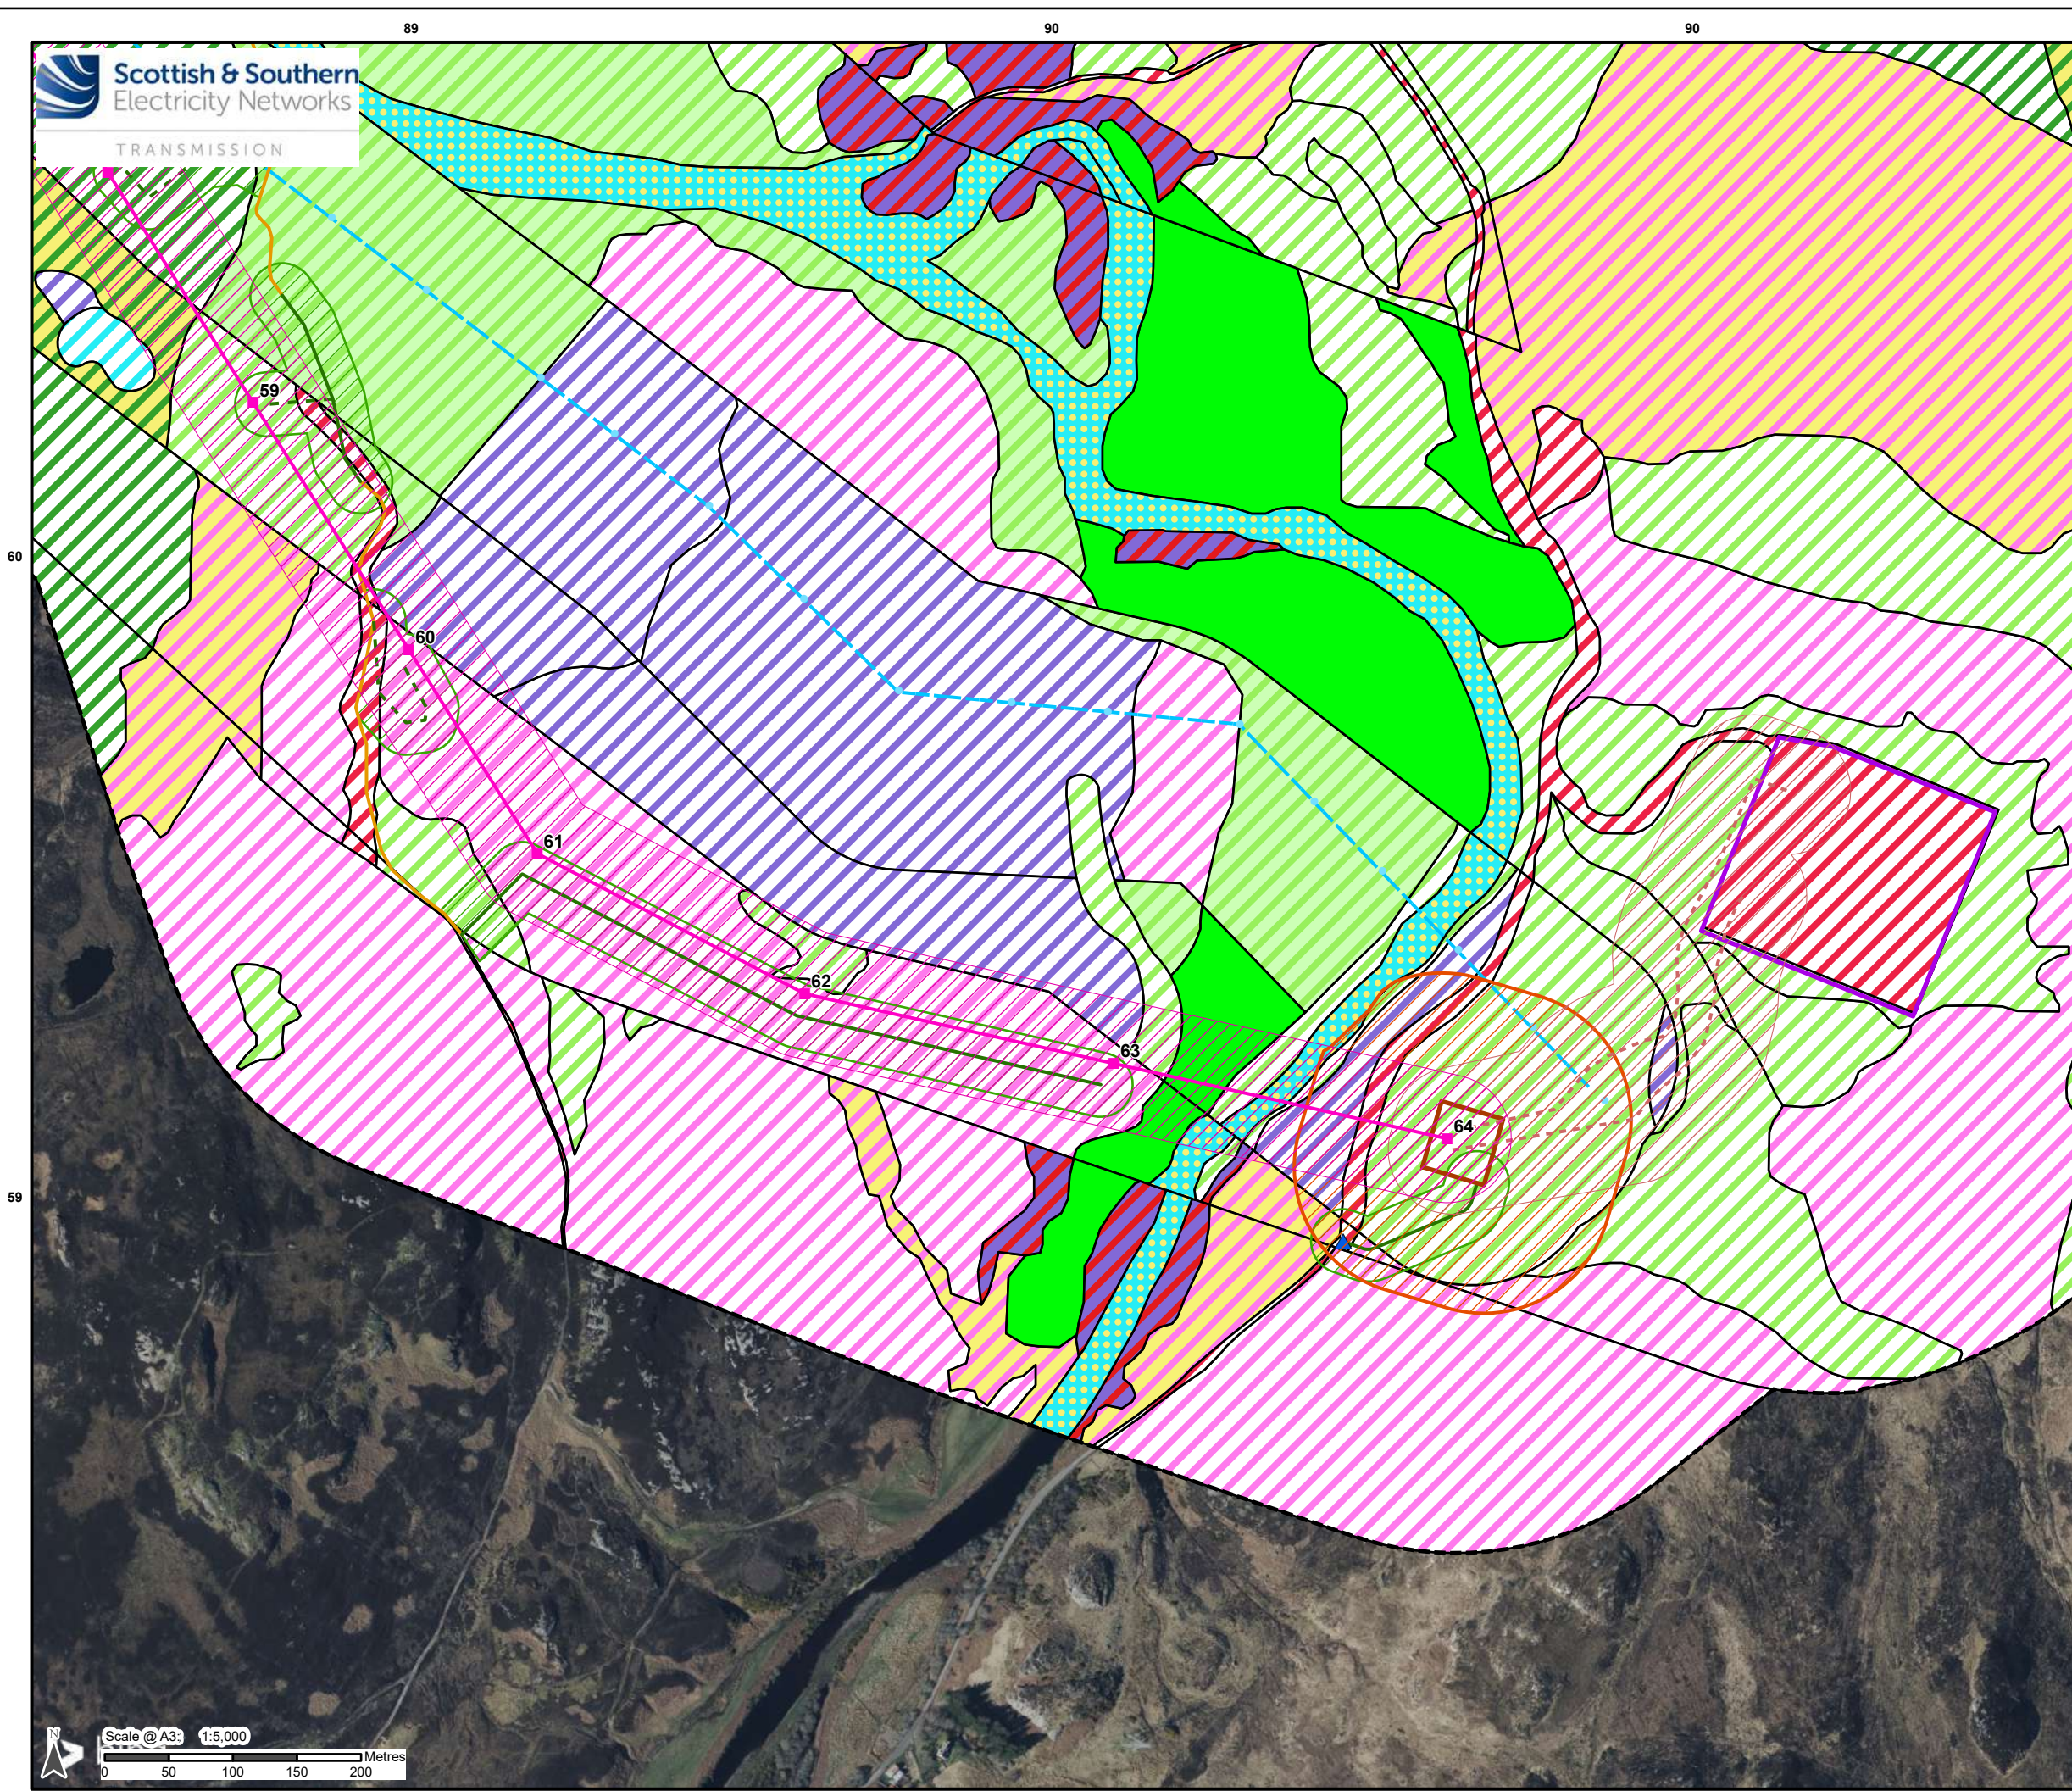 89 90 90
Scottish & Southern
Electricity Networks
TRANSMISSION
59
60
60
61
62
63
64
59
N
Scale @ A3: 1:5,000
Metres
0 50 100 150 200